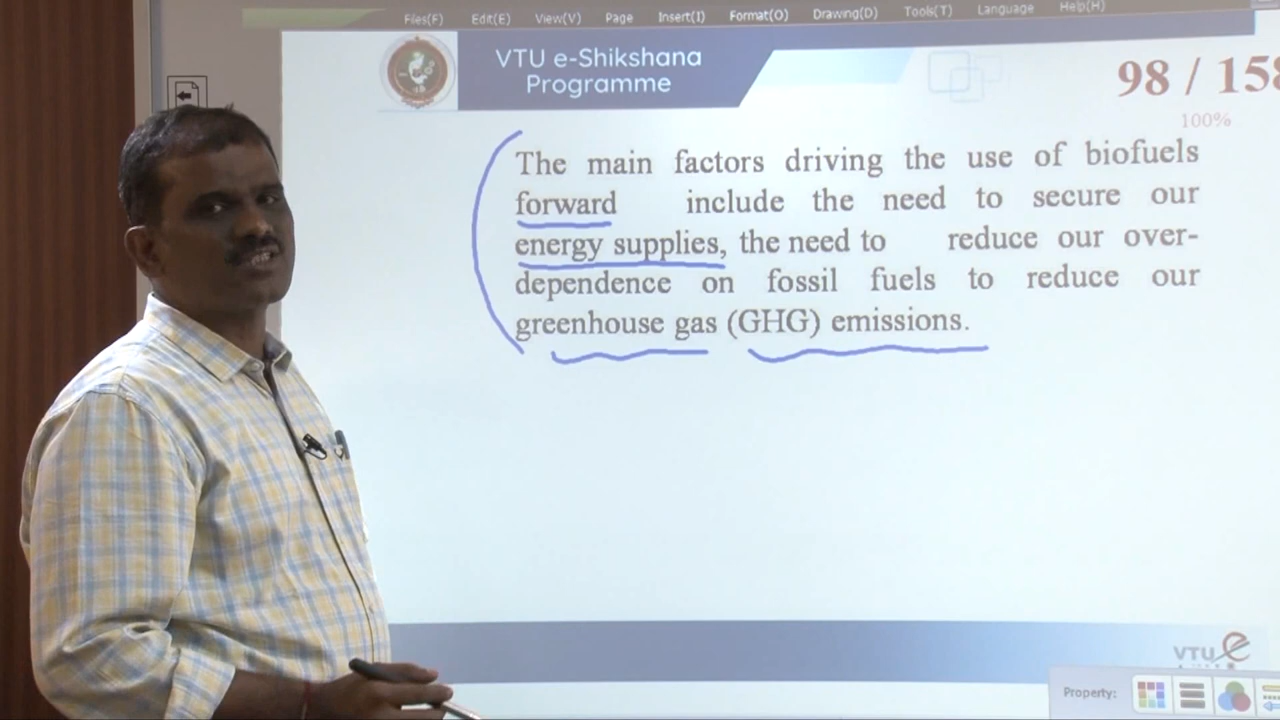 Files(F) Edit(E) View(V) Page Insert(I) Format(O) Drawing(D) Tools(T) Language Help(H)
VTU e-Shikshana
Programme
98 / 158
100%
The main factors driving the use of biofuels
forward include the need to secure our
energy supplies, the need to reduce our over-
dependence on fossil fuels to reduce our
greenhouse gas (GHG) emissions.
VTU e
Property: